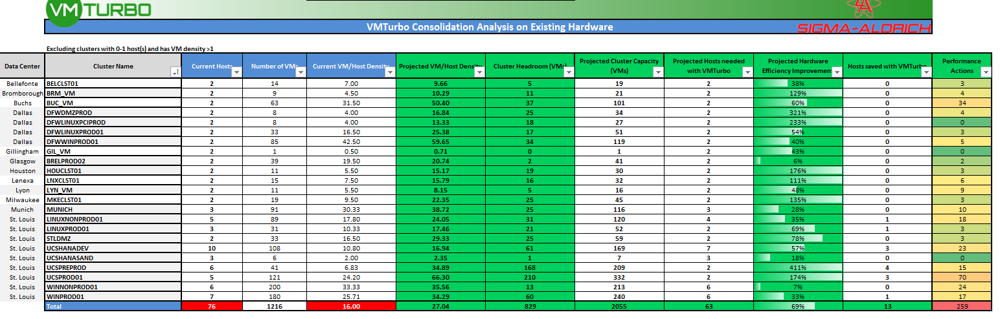 VMTURBO
VMTurbo Consolidation Analysis on Existing Hardware
SIGMA-ALDRICH
Excluding clusters with 0-1 host(s) and has VM density >1
Data Center Cluster Name Current Hosts Number of VMs Current VM/Host Density Projected VM/Host Density Cluster Headroom (VMs) Projected Cluster Capacity (VMs) Projected Hosts needed with VMTurbo Projected Hardware Efficiency Improvement Hosts saved with VMTurbo Performance Actions
Bellefonte BELCLST01 2 14 7.00 9.66 5 19 2 38% 0 3
Bromborough BRM_VM 2 9 4.50 10.29 11 21 2 129% 0 4
Buchs BUC_VM 2 63 31.50 50.40 37 101 2 60% 0 34
Dallas DFWDMZPROD 2 8 4.00 16.84 25 34 2 321% 0 4
Dallas DFWLINUXPCIPROD 2 8 4.00 13.33 18 27 2 233% 0 0
Dallas DFWLINUXPROD01 2 33 16.50 25.38 17 51 2 54% 0 3
Dallas DFWWINPROD01 2 85 42.50 59.65 34 119 2 40% 0 5
Gillingham GIL_VM 2 1 0.50 0.71 0 1 2 43% 0 0
Glasgow BRELPROD02 2 39 19.50 20.74 2 41 2 6% 0 2
Houston HOUCLST01 2 11 5.50 15.17 19 30 2 176% 0 3
Lenexa LNXCLST01 2 15 7.50 15.79 16 32 2 111% 0 6
Lyon LYN_VM 2 11 5.50 8.15 5 16 2 48% 0 9
Milwaukee MKECLST01 2 19 9.50 22.35 25 45 2 135% 0 3
Munich MUNICH 3 91 30.33 38.72 25 116 3 28% 0 10
St. Louis LINUXNONPROD01 5 89 17.80 24.05 31 120 4 35% 1 18
St. Louis LINUXPROD01 3 31 10.33 17.46 21 52 2 69% 1 3
St. Louis STLDMZ 2 33 16.50 29.33 25 59 2 78% 0 3
St. Louis UCSHANADEV 10 108 10.80 16.94 61 169 7 57% 3 23
St. Louis UCSHANASAND 3 6 2.00 2.35 1 7 3 18% 0 0
St. Louis UCSPREPROD 6 41 6.83 34.89 168 209 2 411% 4 15
St. Louis UCSPROD01 5 121 24.20 66.30 210 332 2 174% 3 70
St. Louis WINNONPROD01 6 200 33.33 35.56 13 213 6 7% 0 24
St. Louis WINPROD01 7 180 25.71 34.29 60 240 6 33% 1 17
Total 76 1216 16.00 27.04 829 2055 63 69% 13 259